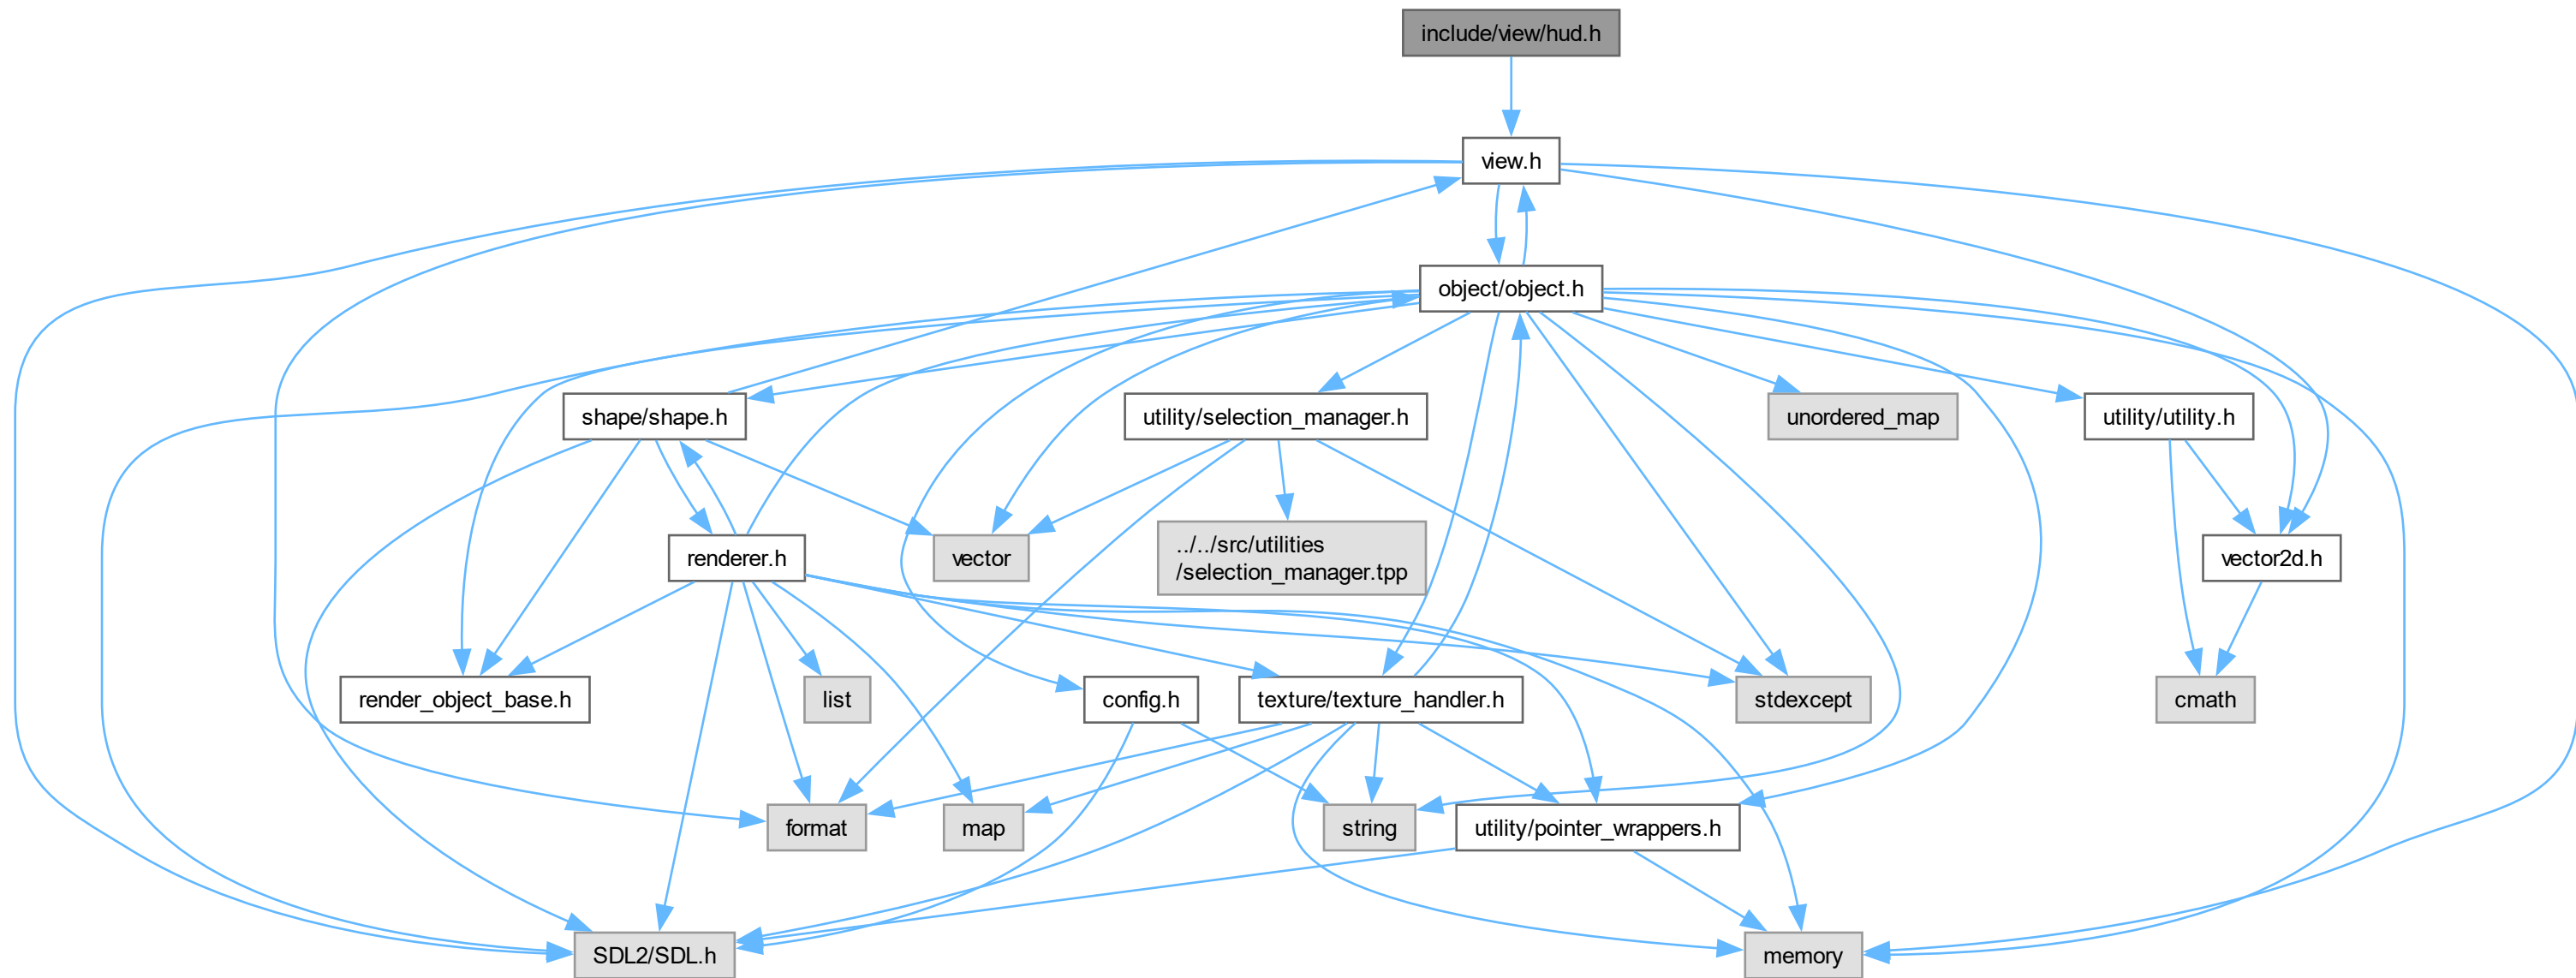 include/view/hud.h
view.h
object/object.h
shape/shape.h
utility/selection_manager.h
unordered_map
utility/utility.h
renderer.h
vector
../../src/utilities
/selection_manager.tpp
vector2d.h
render_object_base.h
list
config.h
texture/texture_handler.h
stdexcept
cmath
format
map
string
utility/pointer_wrappers.h
SDL2/SDL.h
memory